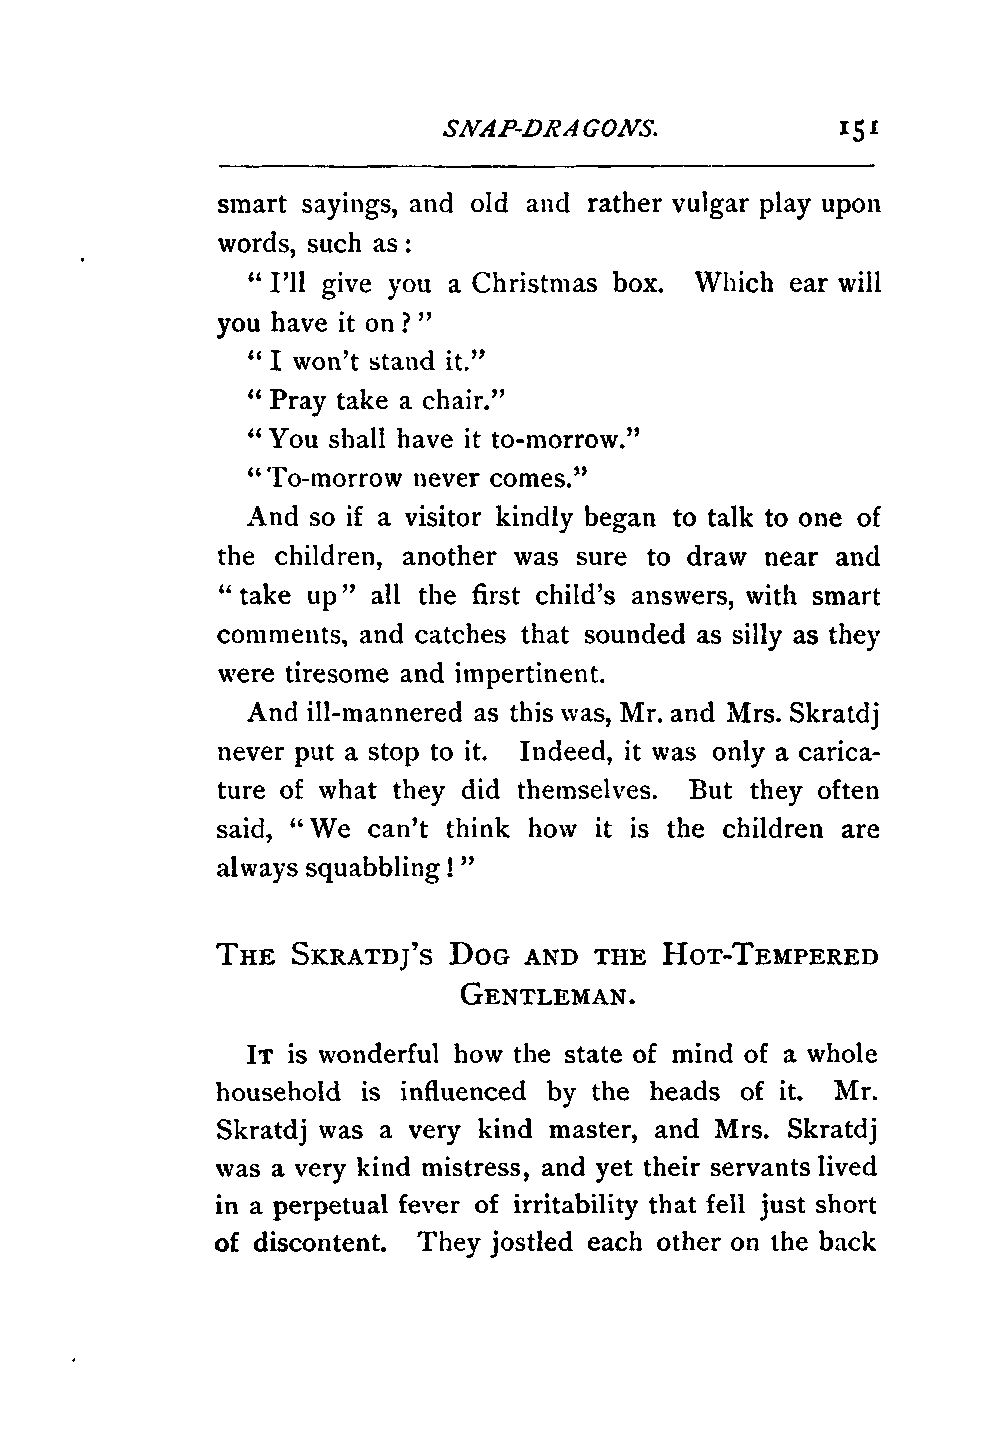 SNAP-DRAGONS. 151
smart sayings, and old and rather vulgar play upon
words, such as:
"I'll give you a Christmas box. Which ear will
you have it on?"
"I won't stand it."
"Pray take a chair."
"You shall have it to-morrow."
"To-morrow never comes."
And so if a visitor kindly began to talk to one of
the children, another was sure to draw near and
"take up" all the first child's answers, with smart
comments, and catches that sounded as silly as they
were tiresome and impertinent.
And ill-mannered as this was, Mr. and Mrs. Skratdj
never put a stop to it. Indeed, it was only a carica-
ture of what they did themselves. But they often
said, "We can't think how it is the children are
always squabbling!"
THE SKRATDJ'S DOG AND THE HOT-TEMPERED
GENTLEMAN.
IT is wonderful how the state of mind of a whole
household is influenced by the heads of it. Mr.
Skratdj was a very kind master, and Mrs. Skratdj
was a very kind mistress, and yet their servants lived
in a perpetual fever of irritability that fell just short
of discontent. They jostled each other on the back